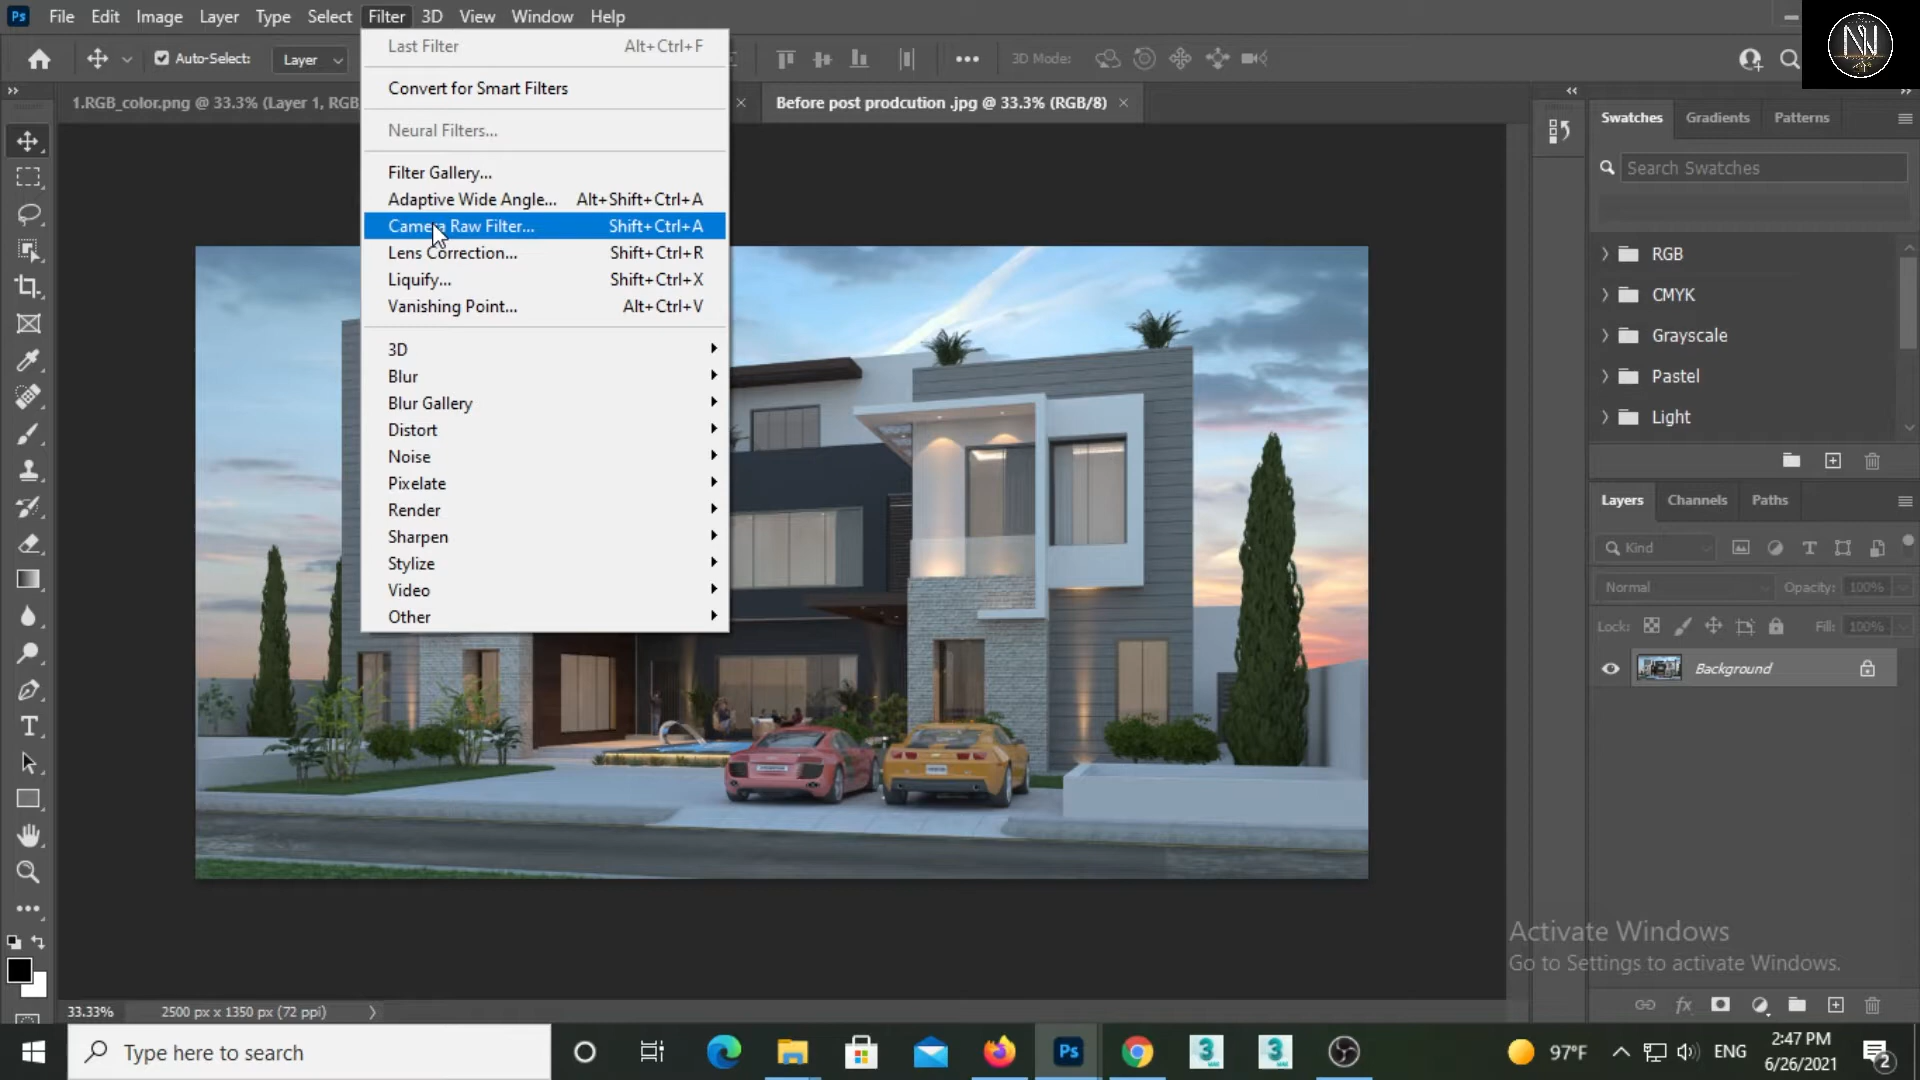 Ps File Edit Image Layer Type Select Filter 3D View Window Help
Auto-Select: Layer 3D Mode:
1.RGB_color.png @ 33.3% (Layer 1, RGB
Before post prodcution .jpg @ 33.3% (RGB/8)
Last Filter Alt+Ctrl+F
Convert for Smart Filters
Neural Filters...
Filter Gallery...
Adaptive Wide Angle... Alt+Shift+Ctrl+A
Camera Raw Filter... Shift+Ctrl+A
Lens Correction... Shift+Ctrl+R
Liquify... Shift+Ctrl+X
Vanishing Point... Alt+Ctrl+V
3D
Blur
Blur Gallery
Distort
Noise
Pixelate
Render
Sharpen
Stylize
Video
Other
Swatches Gradients Patterns
Search Swatches
RGB
CMYK
Grayscale
Pastel
Light
Layers Channels Paths
Kind
Normal Opacity: 100%
Lock: Fill: 100%
Background
Activate Windows
Go to Settings to activate Windows.
33.33% 2500 px x 1350 px (72 ppi)
Type here to search
Ps
3
3
97°F
ENG
2:47 PM
6/26/2021
2